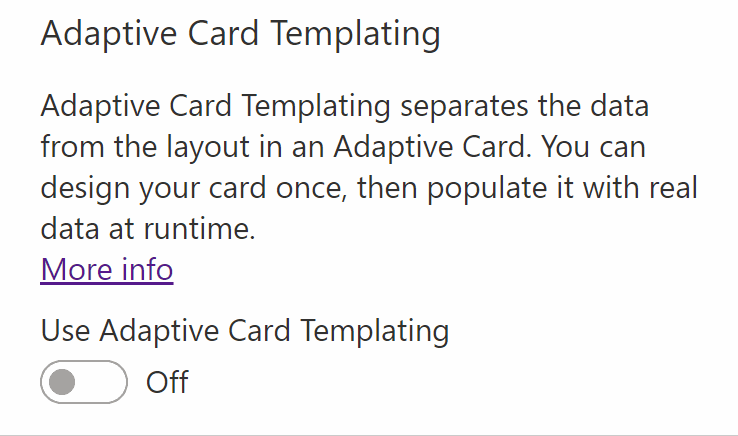 Adaptive Card Templating
Adaptive Card Templating separates the data
from the layout in an Adaptive Card. You can
design your card once, then populate it with real
data at runtime.
More info
Use Adaptive Card Templating
Off